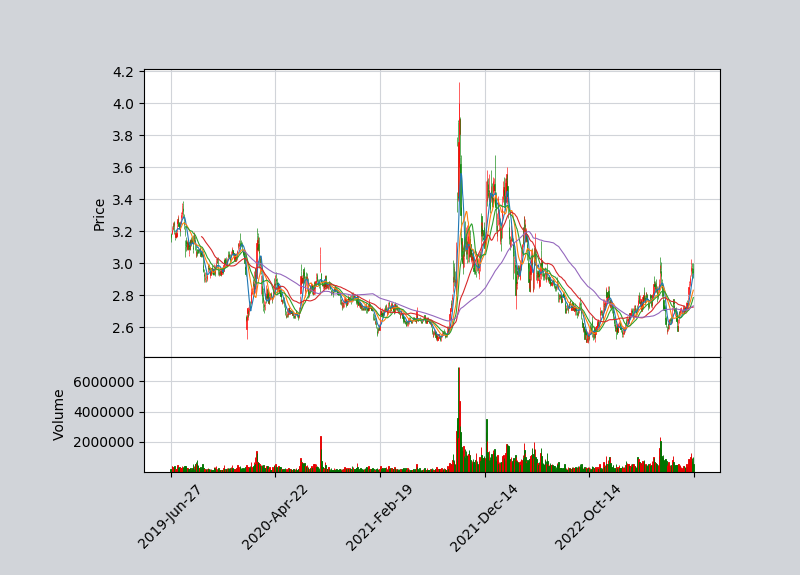 4.2
4.0
3.8
3.6
3.4
3.2
3.0
2.8
2.6
Price
6000000
4000000
2000000
Volume
2019-Jun-27
2020-Apr-22
2021-Feb-19
2021-Dec-14
2022-Oct-14